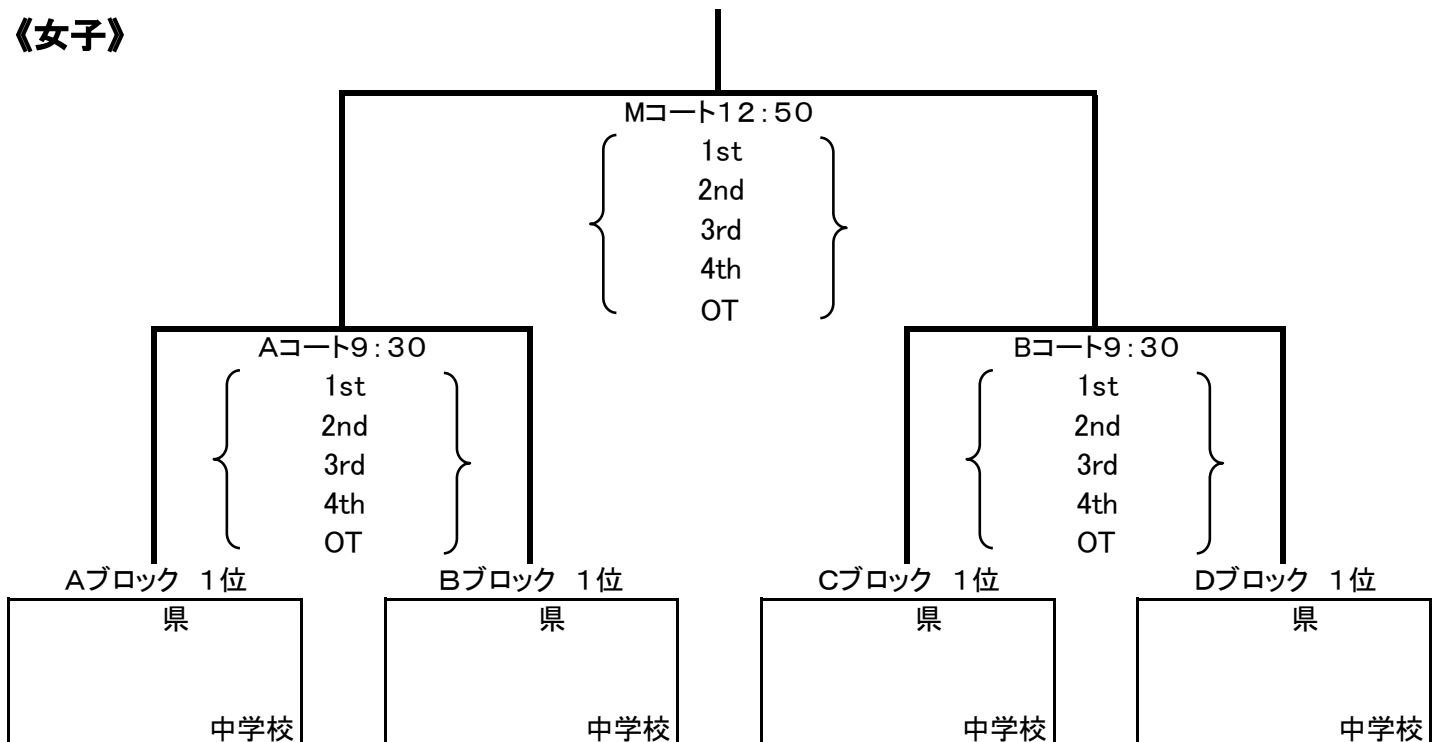 《女子》
Mコート12:50
1st
2nd
3rd
4th
OT
Aコート9:30
1st
2nd
3rd
4th
OT
Bコート9:30
1st
2nd
3rd
4th
OT
Aブロック　1位
Bブロック　1位
Cブロック　1位
Dブロック　1位
県
県
県
県
中学校
中学校
中学校
中学校